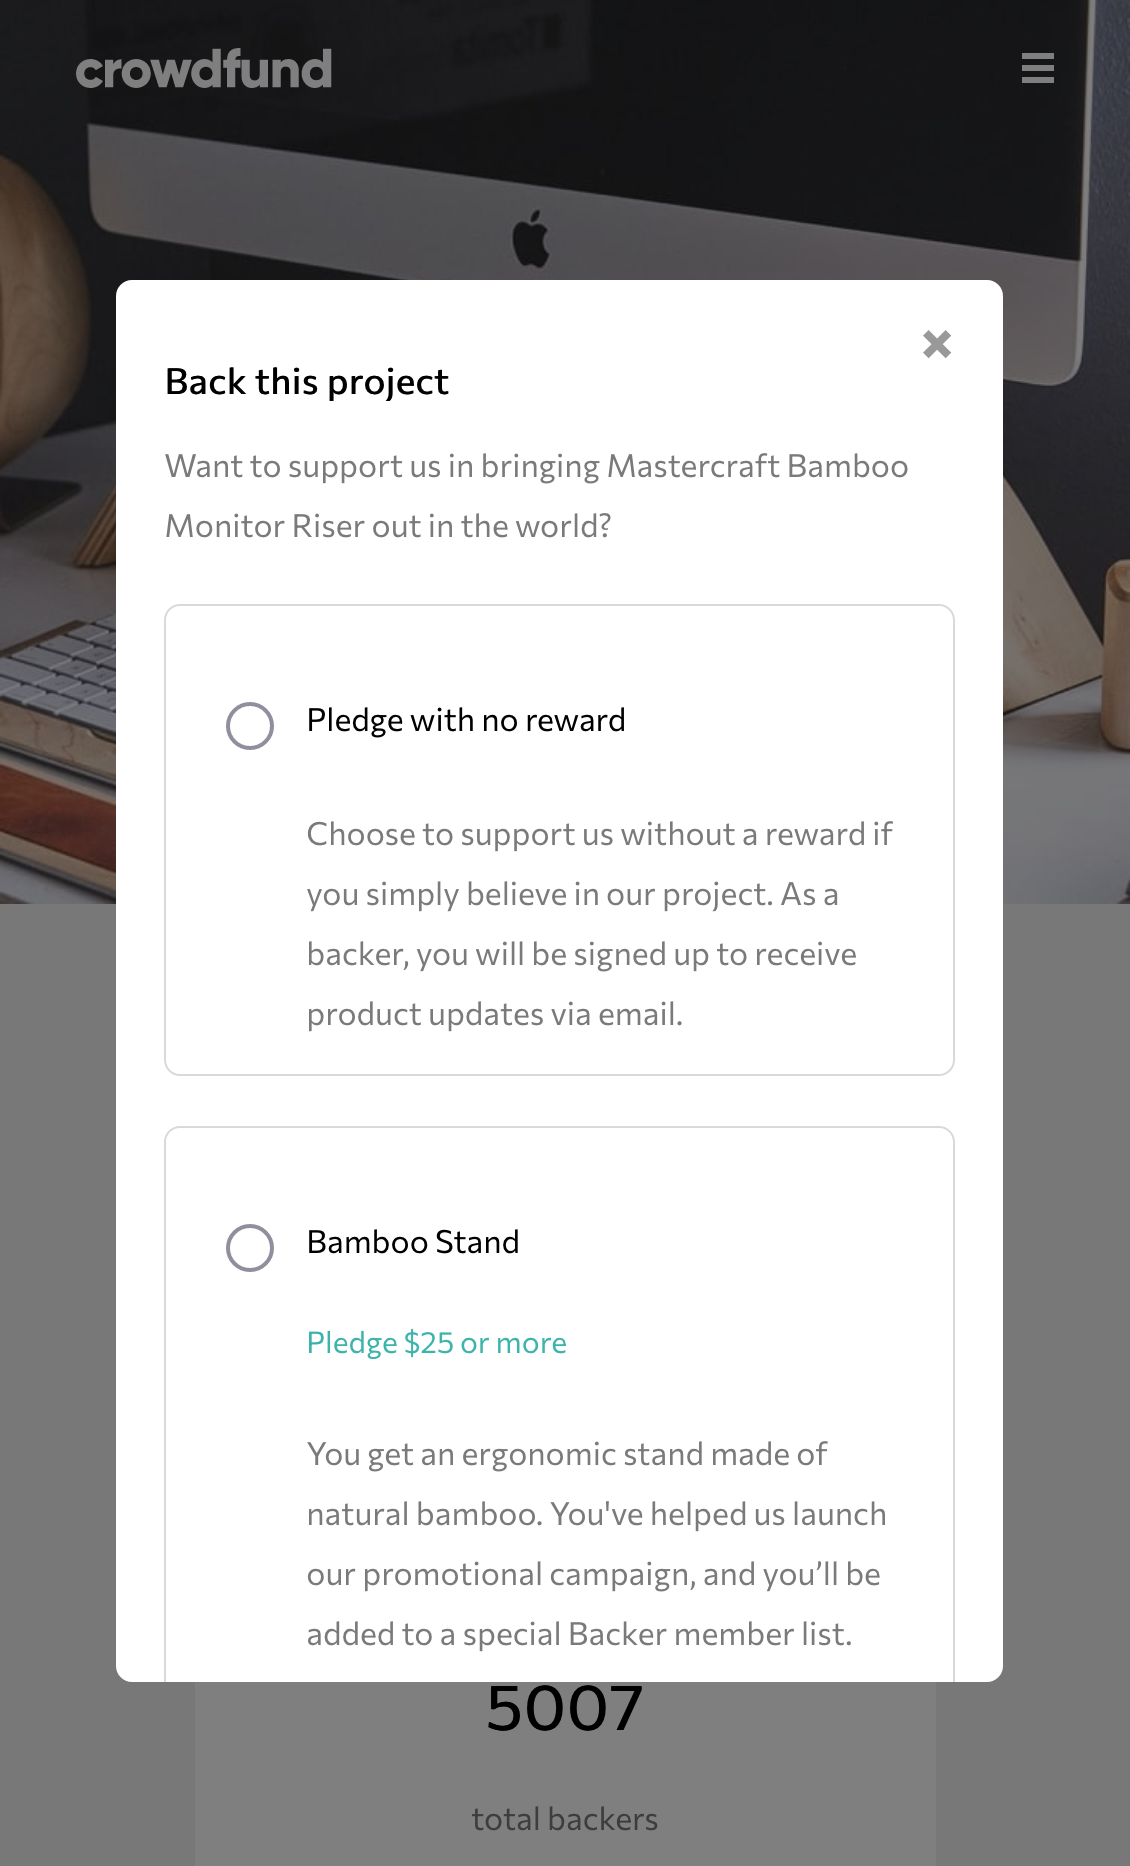 crowdfund
Back this project
Want to support us in bringing Mastercraft Bamboo
Monitor Riser out in the world?
Pledge with no reward
Choose to support us without a reward if
you simply believe in our project. As a
backer, you will be signed up to receive
product updates via email.
Bamboo Stand
Pledge $25 or more
You get an ergonomic stand made of
natural bamboo. You've helped us launch
our promotional campaign, and you’ll be
added to a special Backer member list.
5007
total backers